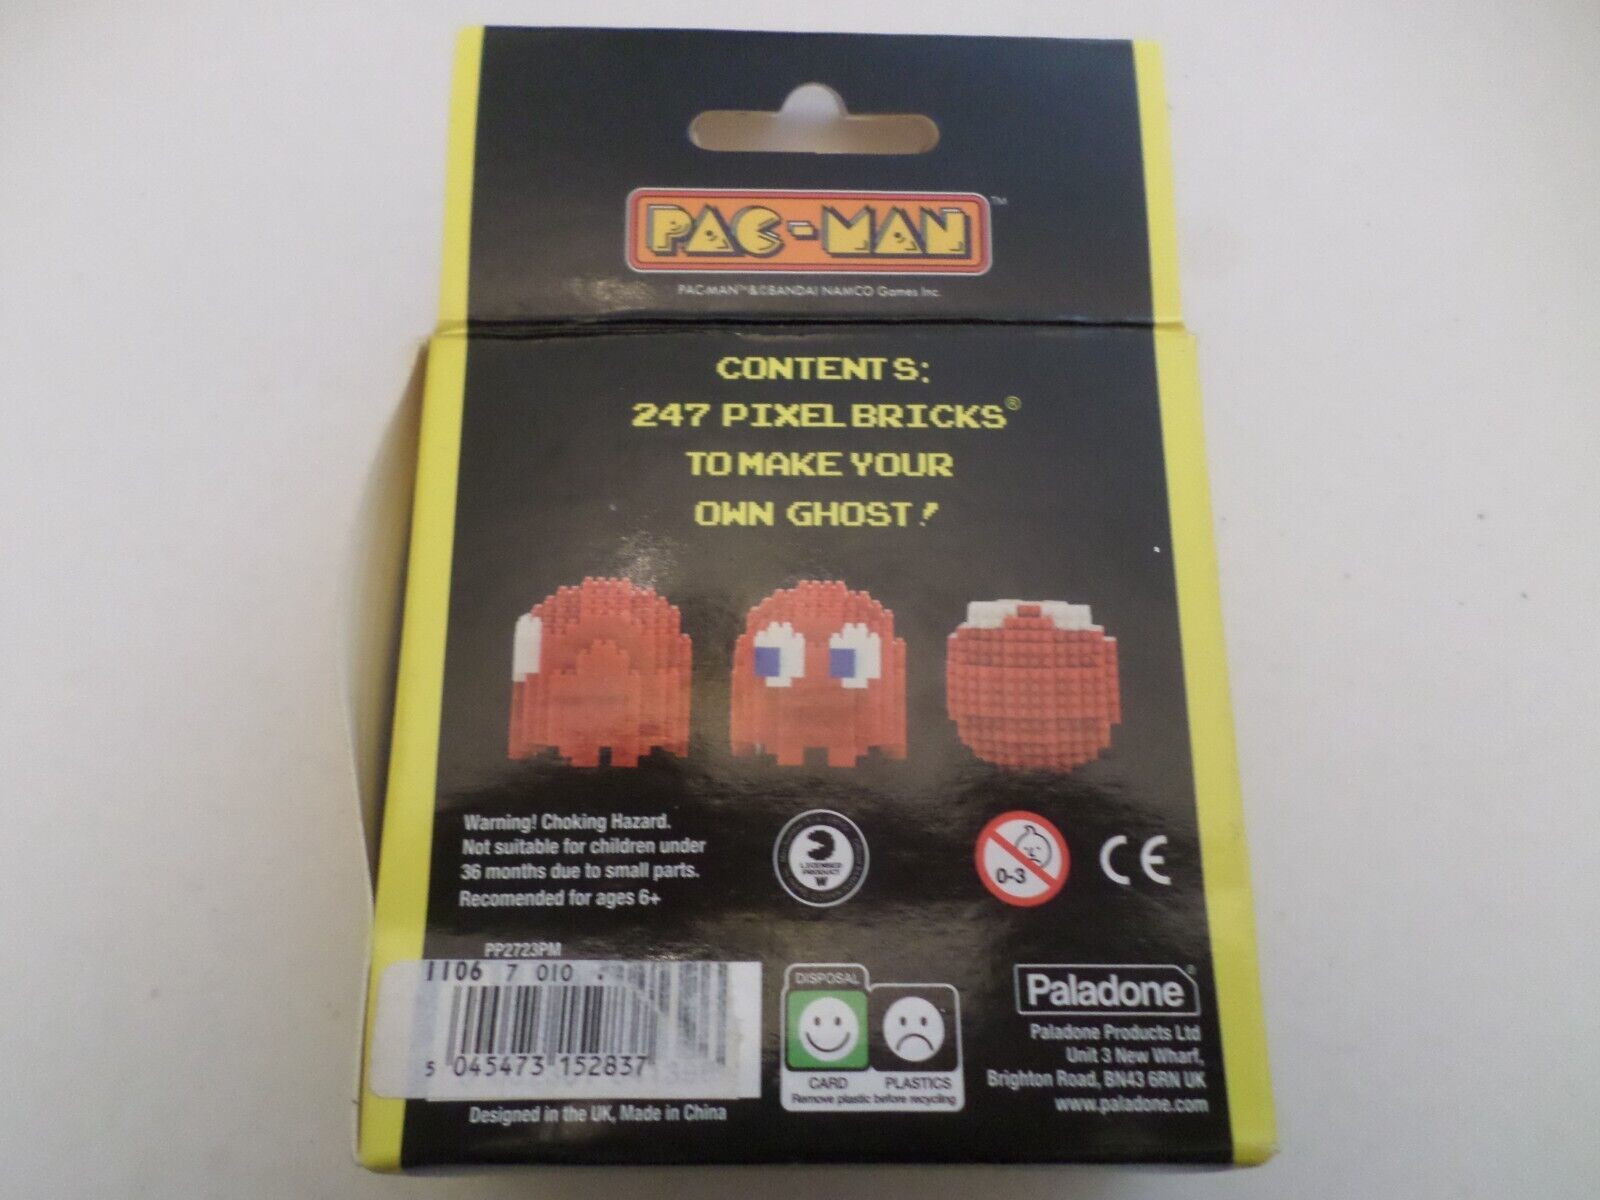 PAC-MAN™
PAC-MAN™&©BANDAI NAMCO Games Inc.
CONTENTS:
247 PIXEL BRICKS®
TO MAKE YOUR
OWN GHOST!
Warning! Choking Hazard.
Not suitable for children under
36 months due to small parts.
Recomended for ages 6+
LICENSED
PRODUCT
W
0-3
CE
PP2723PM
1106 7 010
5 045473 152837
Designed in the UK, Made in China
DISPOSAL
CARD PLASTICS
Remove plastic before recycling
Paladone®
Paladone Products Ltd
Unit 3 New Wharf,
Brighton Road, BN43 6RN UK
www.paladone.com